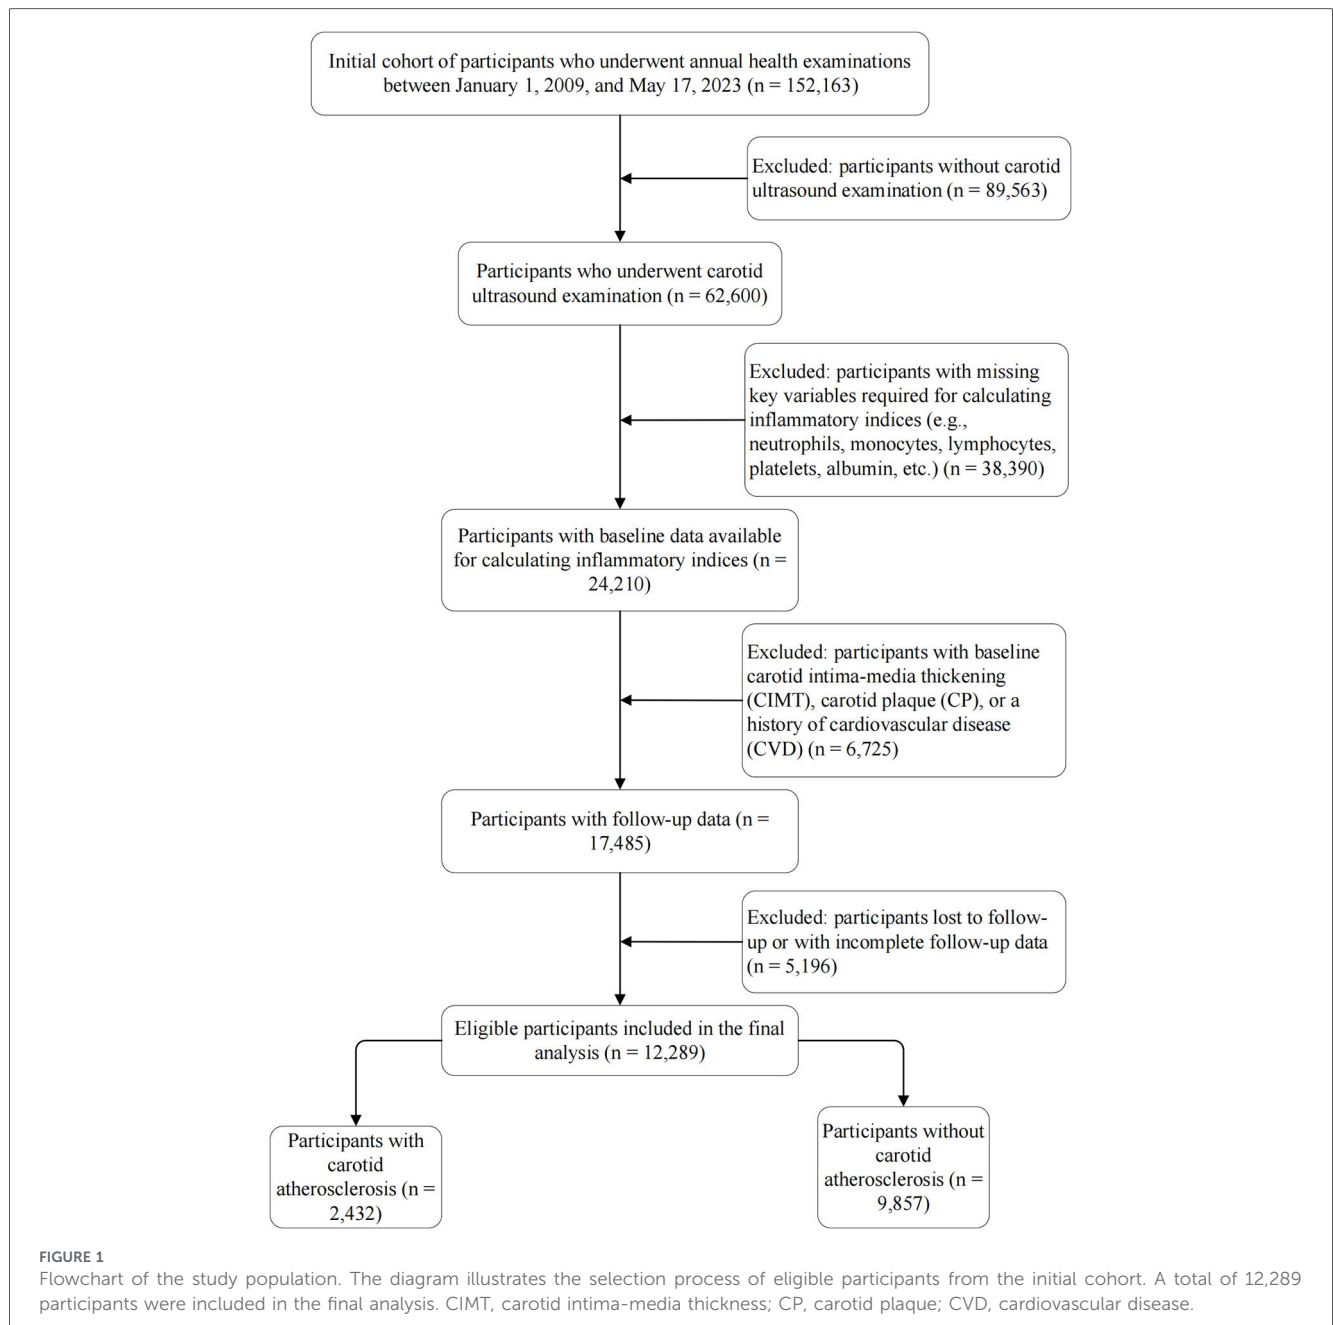 Initial cohort of participants who underwent annual health examinations
between January 1, 2009, and May 17, 2023 (n = 152,163)
Excluded: participants without carotid
ultrasound examination (n = 89,563)
Participants who underwent carotid
ultrasound examination (n = 62,600)
Excluded: participants with missing
key variables required for calculating
inflammatory indices (e.g.,
neutrophils, monocytes, lymphocytes,
platelets, albumin, etc.) (n = 38,390)
Participants with baseline data available
for calculating inflammatory indices (n =
24,210)
Excluded: participants with baseline
carotid intima-media thickening
(CIMT), carotid plaque (CP), or a
history of cardiovascular disease
(CVD) (n = 6,725)
Participants with follow-up data (n =
17,485)
Excluded: participants lost to follow-
up or with incomplete follow-up data
(n = 5,196)
Eligible participants included in the final
analysis (n = 12,289)
Participants with
carotid
atherosclerosis (n =
2,432)
Participants without
carotid
atherosclerosis (n =
9,857)
FIGURE 1
Flowchart of the study population. The diagram illustrates the selection process of eligible participants from the initial cohort. A total of 12,289
participants were included in the final analysis. CIMT, carotid intima-media thickness; CP, carotid plaque; CVD, cardiovascular disease.